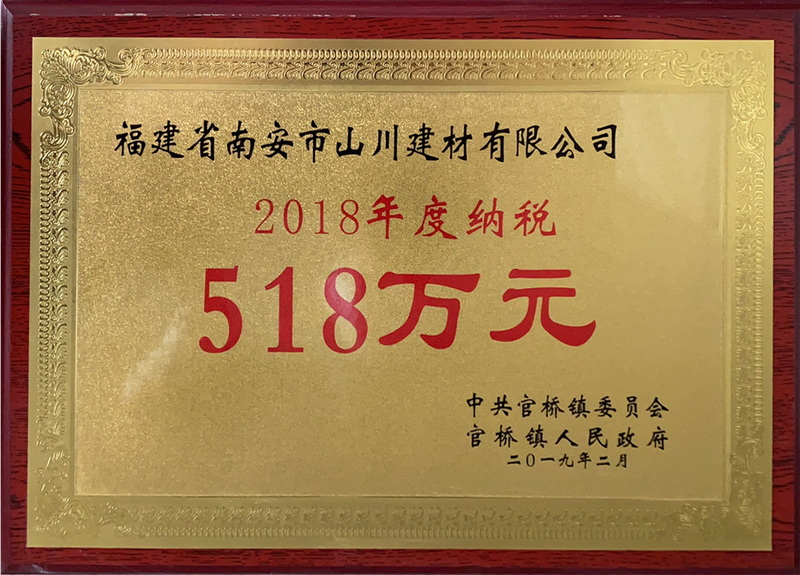 福建省南安市山川建材有限公司
2018年度纳税
518万元
中共官桥镇委员会
官桥镇人民政府
二〇一九年二月